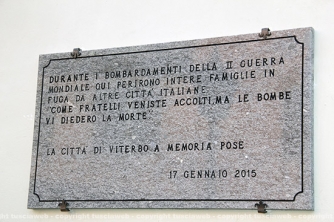 DURANTE I BOMBARDAMENTI DELLA II GUERRA
MONDIALE QUI PERIRONO INTERE FAMIGLIE IN
FUGA DA ALTRE CITTÀ ITALIANE.
"COME FRATELLI VENISTE ACCOLTI, MA LE BOMBE
VI DIEDERO LA MORTE"
LA CITTÀ DI VITERBO A MEMORIA POSE
17 GENNAIO 2015